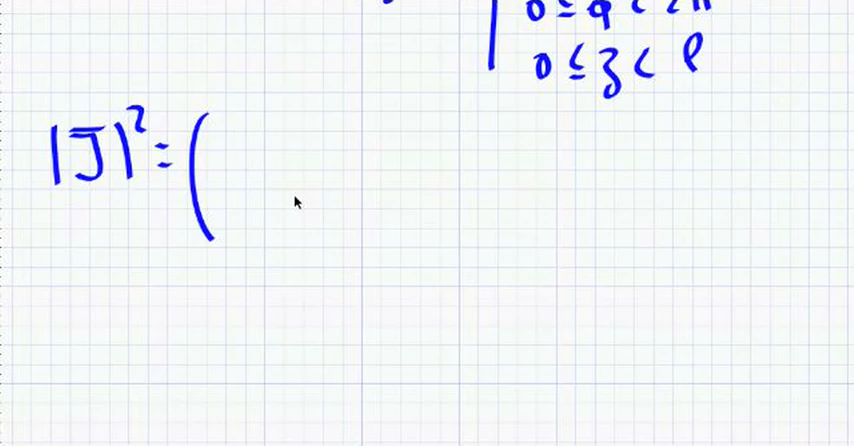 0 ≤ φ < 2π
0 ≤ z < ρ
|J|² = (